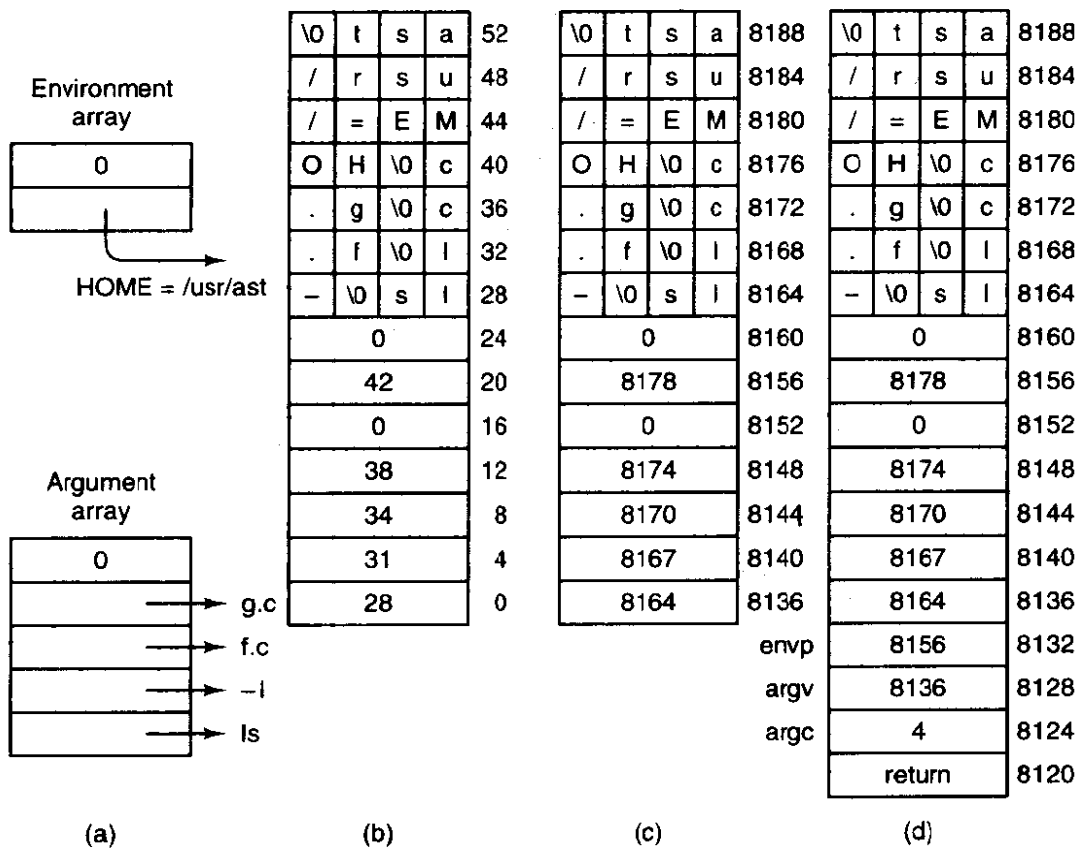 Environment
array
0
HOME = /usr/ast
Argument
array
0
g.c
f.c
–l
ls
(a)
\0 t s a 52
/ r s u 48
/ = E M 44
O H \0 c 40
. g \0 c 36
. f \0 l 32
– \0 s l 28
0 24
42 20
0 16
38 12
34 8
31 4
28 0
(b)
\0 t s a 8188
/ r s u 8184
/ = E M 8180
O H \0 c 8176
. g \0 c 8172
. f \0 l 8168
– \0 s l 8164
0 8160
8178 8156
0 8152
8174 8148
8170 8144
8167 8140
8164 8136
(c)
\0 t s a 8188
/ r s u 8184
/ = E M 8180
O H \0 c 8176
. g \0 c 8172
. f \0 l 8168
– \0 s l 8164
0 8160
8178 8156
0 8152
8174 8148
8170 8144
8167 8140
8164 8136
envp 8156 8132
argv 8136 8128
argc 4 8124
return 8120
(d)